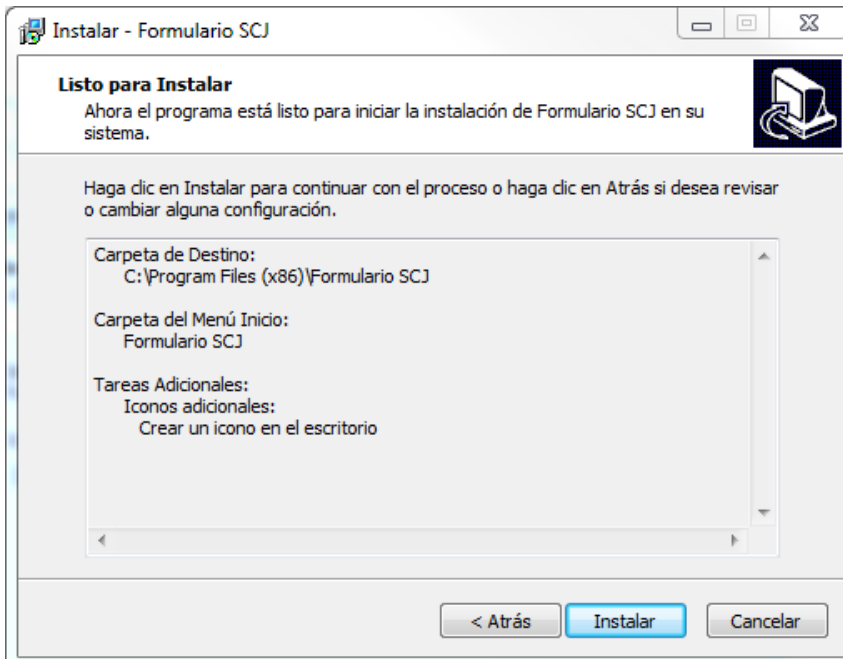 Instalar - Formulario SCJ
Listo para Instalar
Ahora el programa está listo para iniciar la instalación de Formulario SCJ en su
sistema.
Haga clic en Instalar para continuar con el proceso o haga clic en Atrás si desea revisar
o cambiar alguna configuración.
Carpeta de Destino:
C:\Program Files (x86)\Formulario SCJ
Carpeta del Menú Inicio:
Formulario SCJ
Tareas Adicionales:
Iconos adicionales:
Crear un icono en el escritorio
< Atrás
Instalar
Cancelar